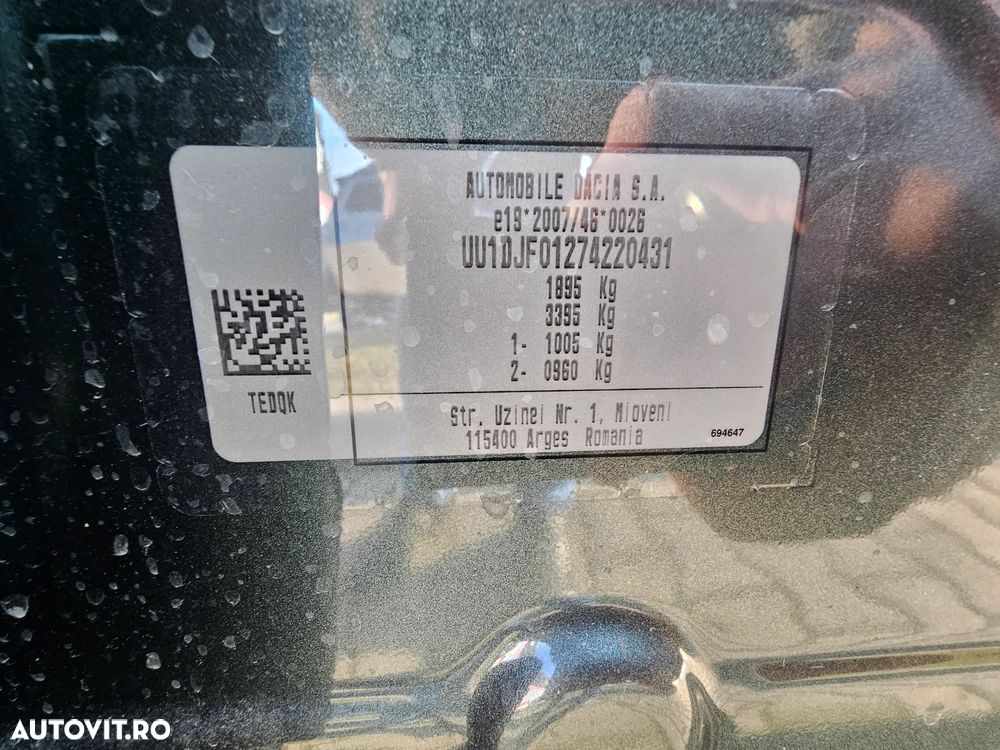 AUTOMOBILE DACIA S.A.
e19*2007/46*0026
UU1DJF01274220431
1895 Kg
3395 Kg
1- 1005 Kg
2- 0960 Kg
TEDQK
Str. Uzinei Nr. 1, Mioveni
115400 Arges Romania
694647
AUTOVIT.RO